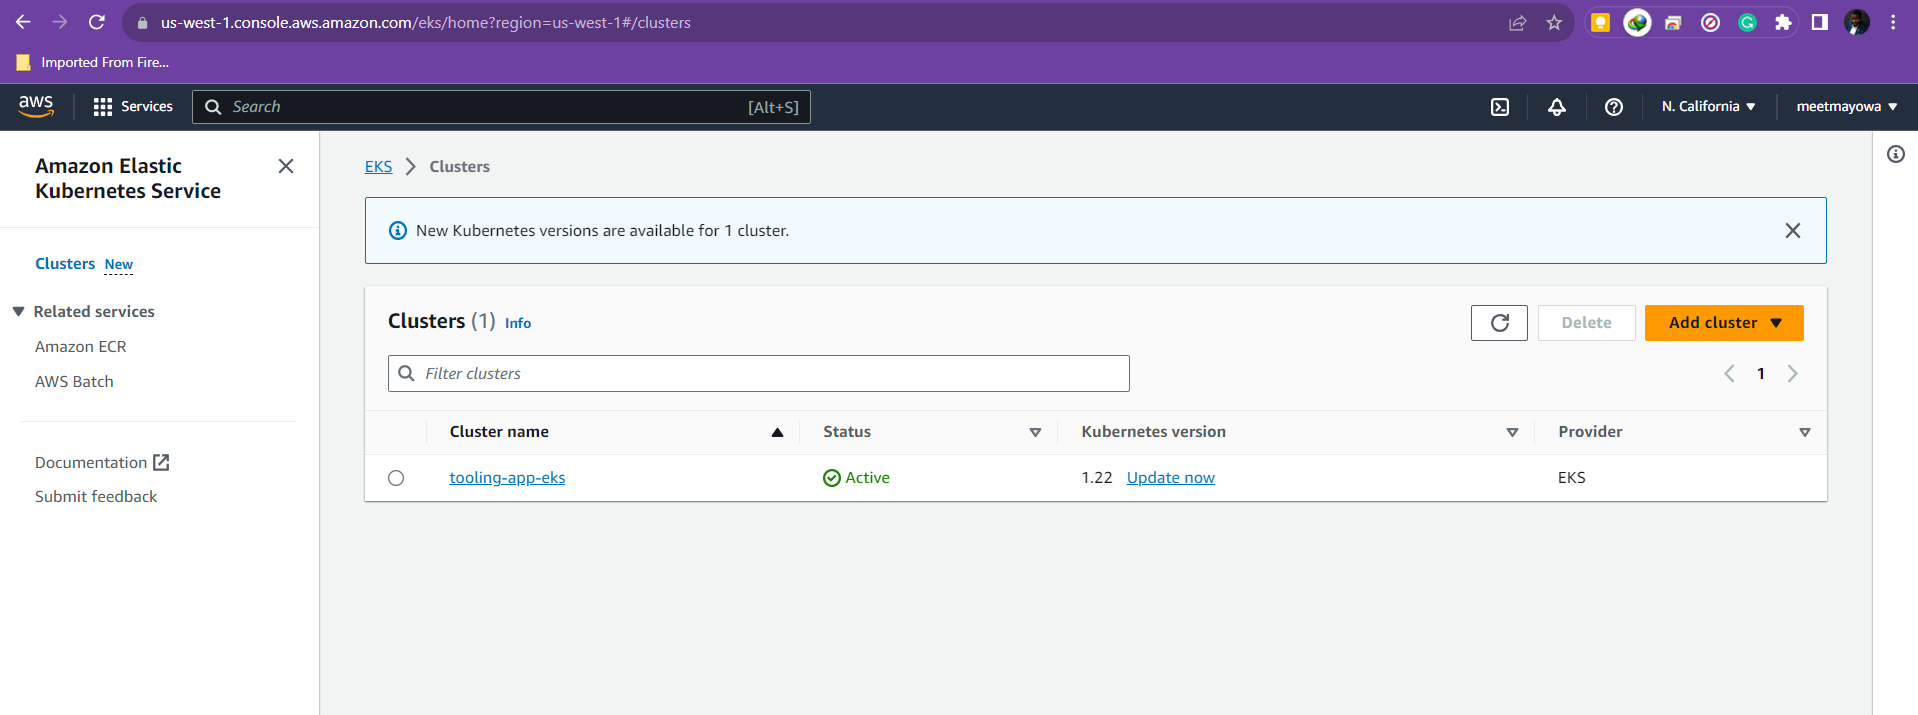 us-west-1.console.aws.amazon.com/eks/home?region=us-west-1#/clusters
Imported From Fire...
aws
Services
Search
[Alt+S]
N. California
meetmayowa
Amazon Elastic
Kubernetes Service
Clusters New
Related services
Amazon ECR
AWS Batch
Documentation
Submit feedback
EKS
Clusters
New Kubernetes versions are available for 1 cluster.
Clusters (1) Info
Delete
Add cluster
Filter clusters
1
Cluster name
Status
Kubernetes version
Provider
tooling-app-eks
Active
1.22 Update now
EKS